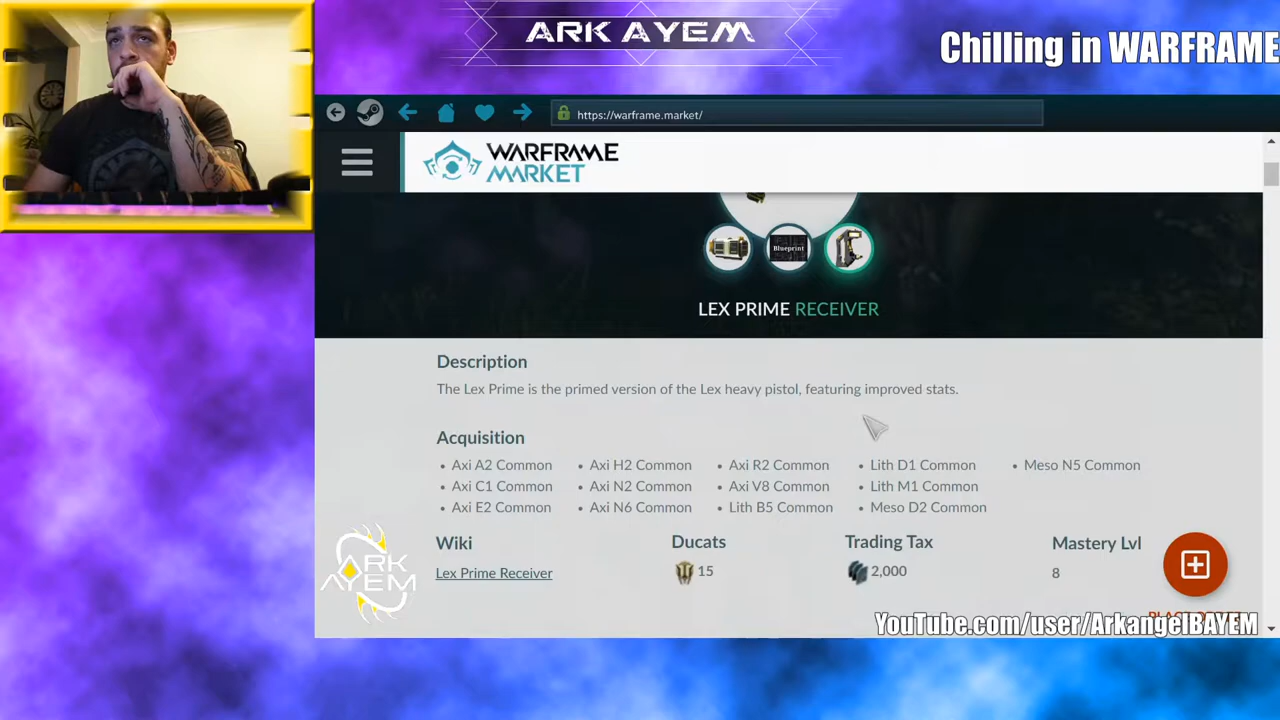 ARK AYEM
Chilling in WARFRAME
https://warframe.market/
WARFRAME
MARKET
Blueprint
LEX PRIME RECEIVER
Description
The Lex Prime is the primed version of the Lex heavy pistol, featuring improved stats.
Acquisition
• Axi A2 Common • Axi H2 Common • Axi R2 Common • Lith D1 Common • Meso N5 Common
• Axi C1 Common • Axi N2 Common • Axi V8 Common • Lith M1 Common
• Axi E2 Common • Axi N6 Common • Lith B5 Common • Meso D2 Common
Wiki Ducats Trading Tax Mastery Lvl
Lex Prime Receiver 15 2,000 8
ARK
AYEM
YouTube.com/user/ArkangelBAYEM